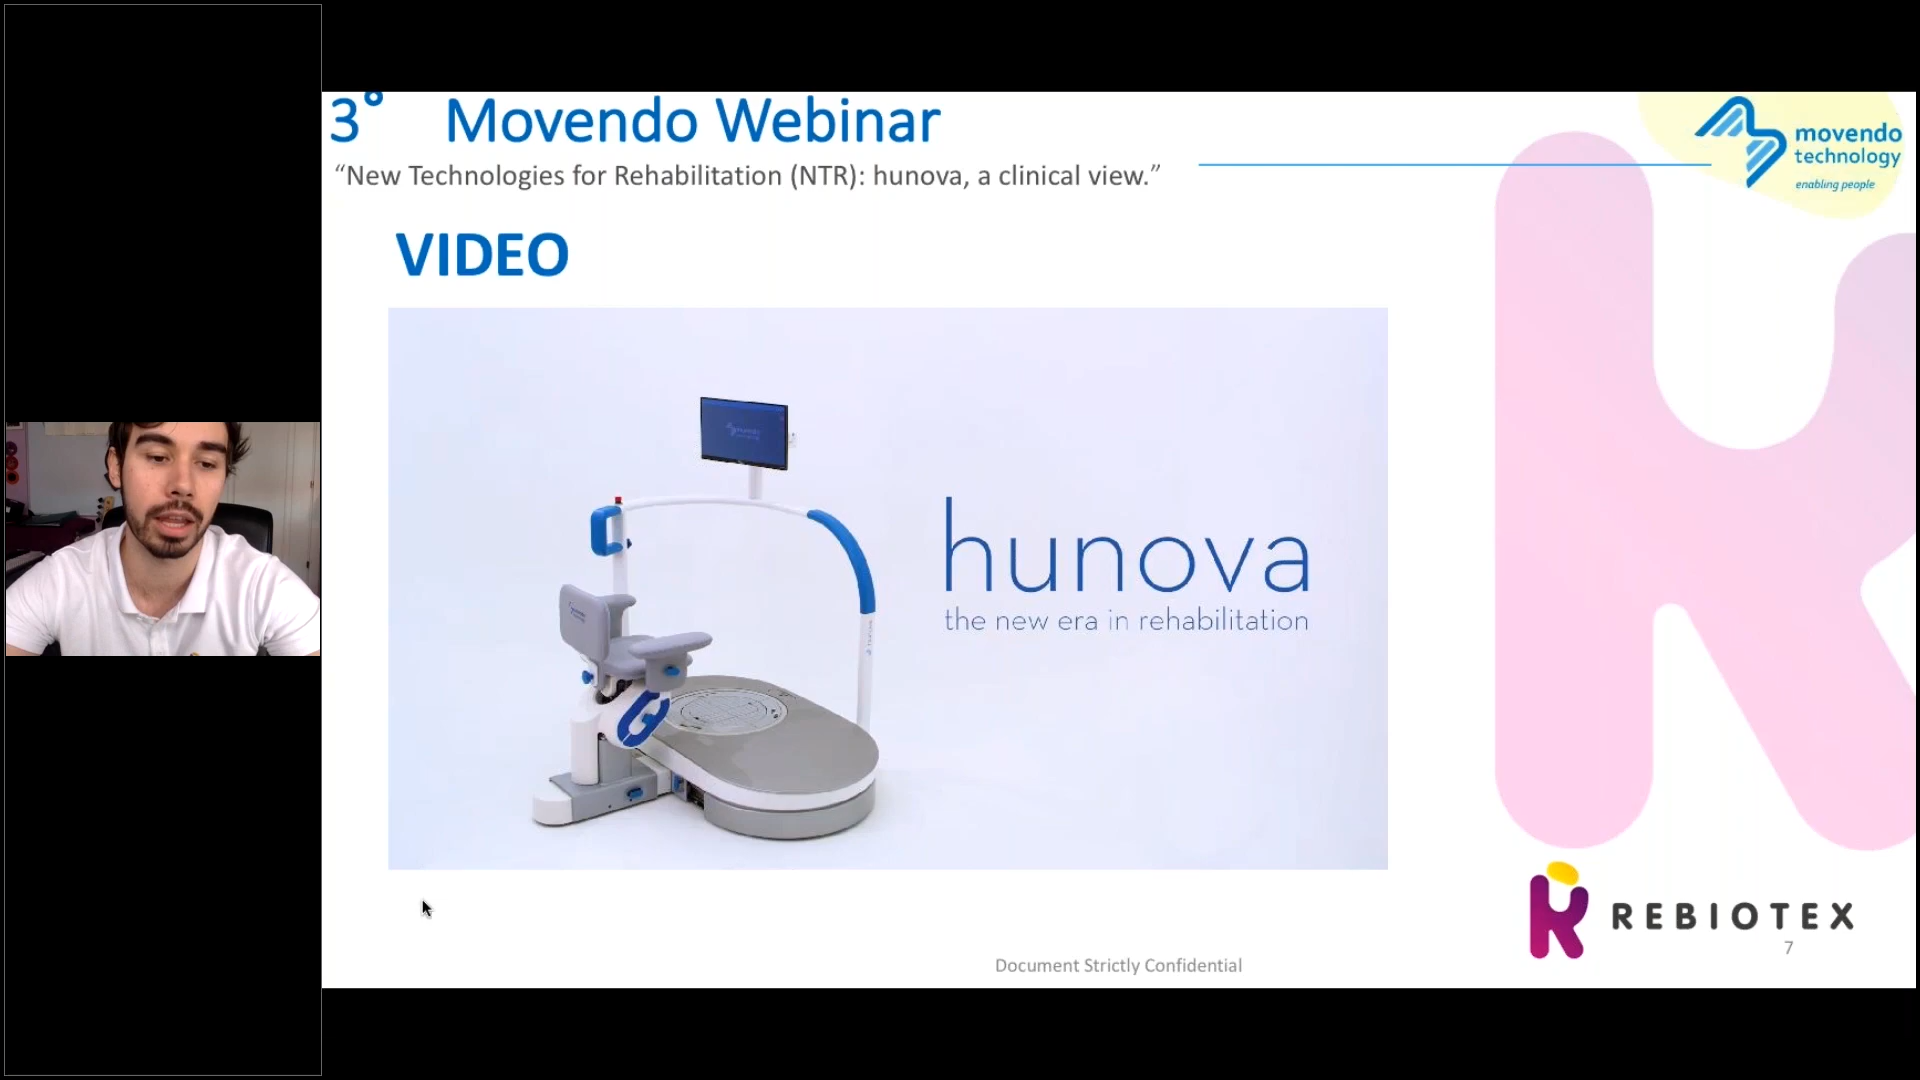 3° Movendo Webinar
“New Technologies for Rehabilitation (NTR): hunova, a clinical view.”
movendo
technology
enabling people
VIDEO
hunova
the new era in rehabilitation
REBIOTEX
7
Document Strictly Confidential